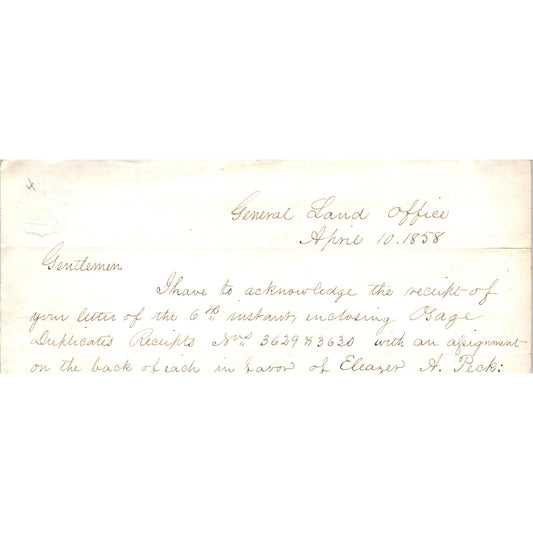 General Land Office
April 10. 1858
Gentlemen
I have to acknowledge the receipt of
your letter of the 6th instant, enclosing Osage
Duplicates Receipts Nos 3629 & 3630 with an assignment
on the back of each in favor of Eleazer A. Peck: